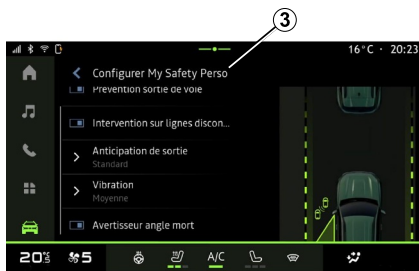 3
16°C · 20:23
Configurer My Safety Perso
Prévention sortie de voie
Intervention sur lignes discon...
Anticipation de sortie
Standard
Vibration
Moyenne
Avertisseur angle mort
20°5 5 A/C